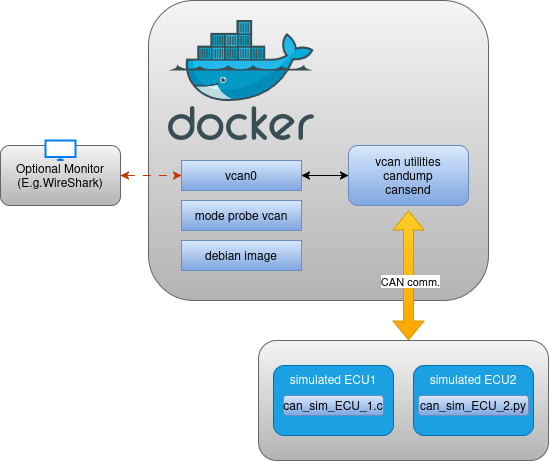 docker
Optional Monitor
(E.g.WireShark)
vcan0
vcan utilities
candump
cansend
mode probe vcan
debian image
CAN comm.
simulated ECU1
can_sim_ECU_1.c
simulated ECU2
can_sim_ECU_2.py